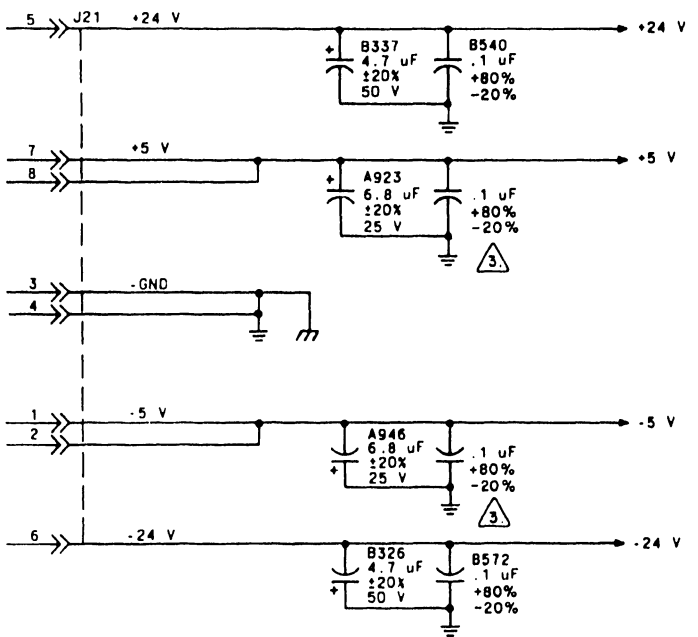 5 J21 +24 V +24 V
B337 B540
4.7 uF .1 uF
±20% +80%
50 V -20%
7 +5 V +5 V
8
A923
6.8 uF .1 uF
±20% +80%
25 V -20%
3.
3 -GND
4
1 -5 V -5 V
2
A946
6.8 uF .1 uF
±20% +80%
25 V -20%
3.
6 -24 V -24 V
B326 B572
4.7 uF .1 uF
±20% +80%
50 V -20%